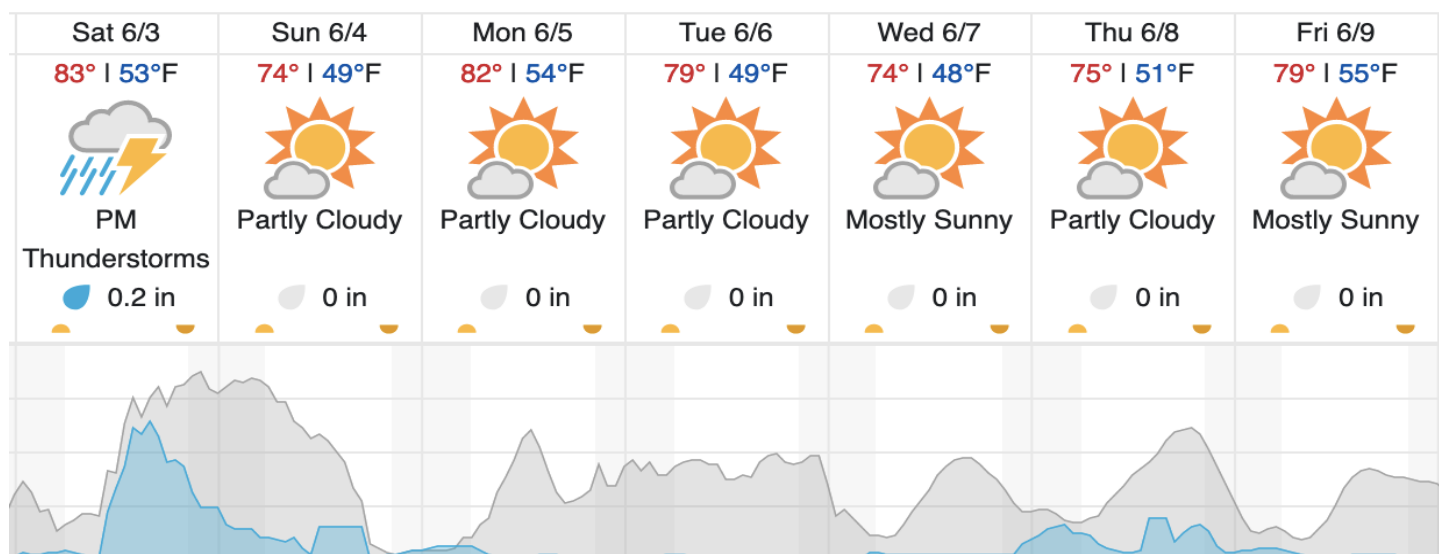 Sat 6/3
83° | 53°F
PM
Thunderstorms
0.2 in
Sun 6/4
74° | 49°F
Partly Cloudy
0 in
Mon 6/5
82° | 54°F
Partly Cloudy
0 in
Tue 6/6
79° | 49°F
Partly Cloudy
0 in
Wed 6/7
74° | 48°F
Mostly Sunny
0 in
Thu 6/8
75° | 51°F
Partly Cloudy
0 in
Fri 6/9
79° | 55°F
Mostly Sunny
0 in